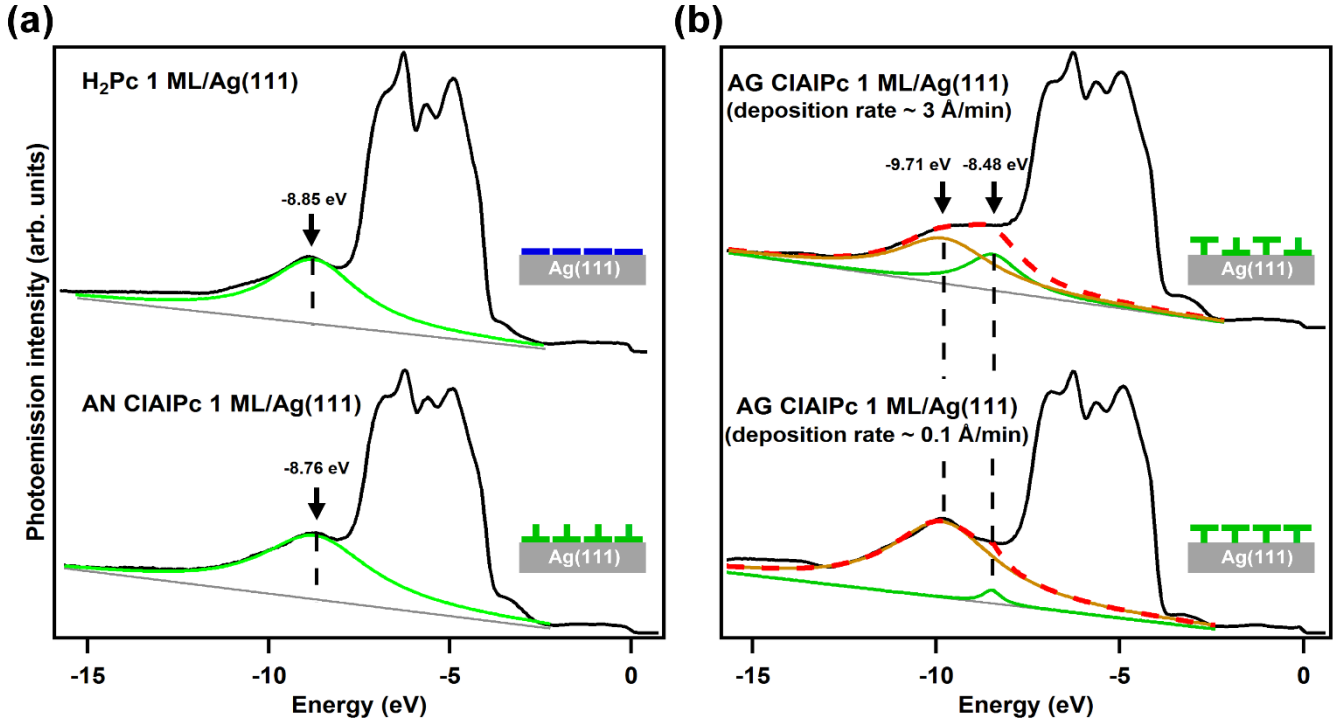 (a)
H₂Pc 1 ML/Ag(111)
-8.85 eV
Ag(111)
AN ClAlPc 1 ML/Ag(111)
-8.76 eV
Ag(111)
Photoemission intensity (arb. units)
-15 -10 -5 0
Energy (eV)
(b)
AG ClAlPc 1 ML/Ag(111)
(deposition rate ~ 3 Å/min)
-9.71 eV -8.48 eV
Ag(111)
AG ClAlPc 1 ML/Ag(111)
(deposition rate ~ 0.1 Å/min)
Ag(111)
-15 -10 -5 0
Energy (eV)